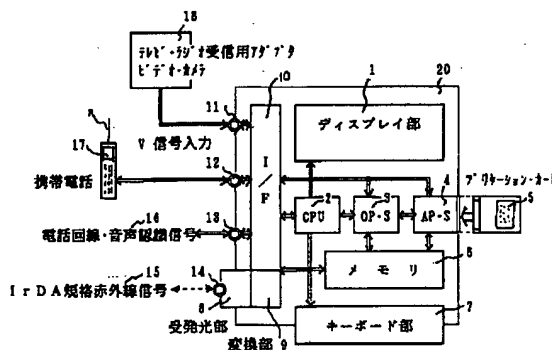 18
テレビ・ラジオ受信用アダプタ
ビデオ・カメラ
10
1
20
11
ディスプレイ部
17
V 信号入力
12
I/F
4
アプリケーション・カード
携帯電話
2
CPU
3
OP・S
AP・S
5
16
13
電話回線・音声認識信号
6
メモリ
15
14
IrDA規格赤外線信号
8
7
キーボード部
受発光部
変換部 9